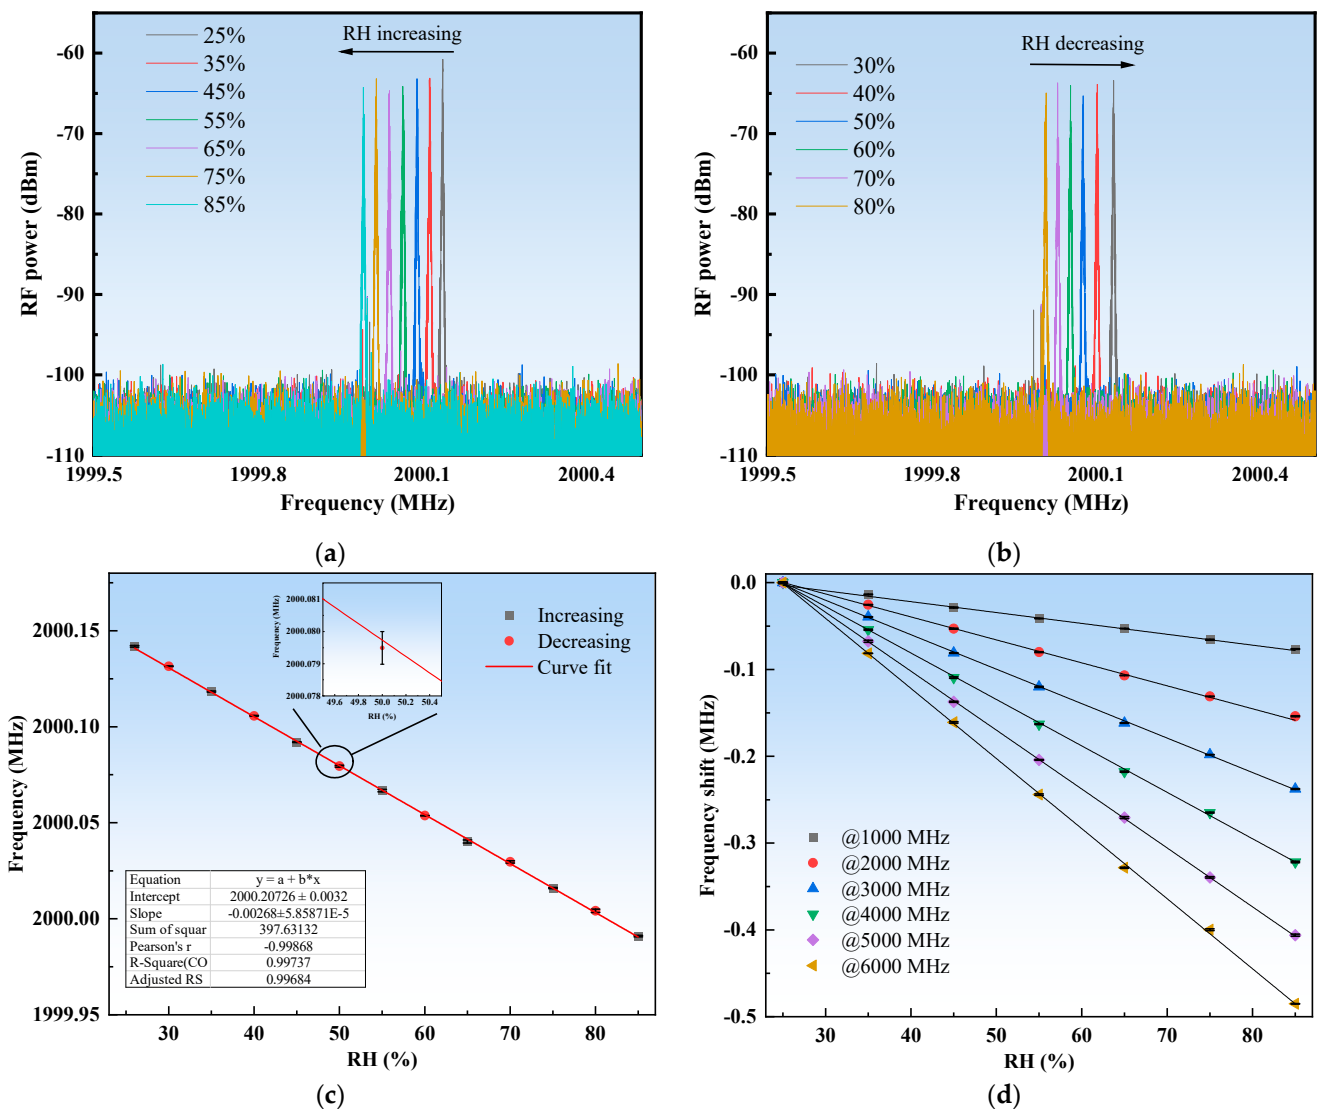 RH increasing
25%
35%
45%
55%
65%
75%
85%
-60
-70
-80
-90
-100
-110
RF power (dBm)
1999.5
1999.8
2000.1
2000.4
Frequency (MHz)
(a)
RH decreasing
30%
40%
50%
60%
70%
80%
-60
-70
-80
-90
-100
-110
RF power (dBm)
1999.5
1999.8
2000.1
2000.4
Frequency (MHz)
(b)
2000.15
2000.10
2000.05
2000.00
1999.95
Frequency (MHz)
2000.081
2000.080
2000.079
2000.078
Frequency (MHz)
49.6 49.8 50.0 50.2 50.4
RH (%)
Increasing
Decreasing
Curve fit
Equation y = a + b*x
Intercept 2000.20726 ± 0.0032
Slope -0.00268±5.85871E-5
Sum of squar 397.63132
Pearson's r -0.99868
R-Square(CO 0.99737
Adjusted RS 0.99684
30 40 50 60 70 80
RH (%)
(c)
0.0
-0.1
-0.2
-0.3
-0.4
-0.5
Frequency shift (MHz)
@1000 MHz
@2000 MHz
@3000 MHz
@4000 MHz
@5000 MHz
@6000 MHz
30 40 50 60 70 80
RH (%)
(d)